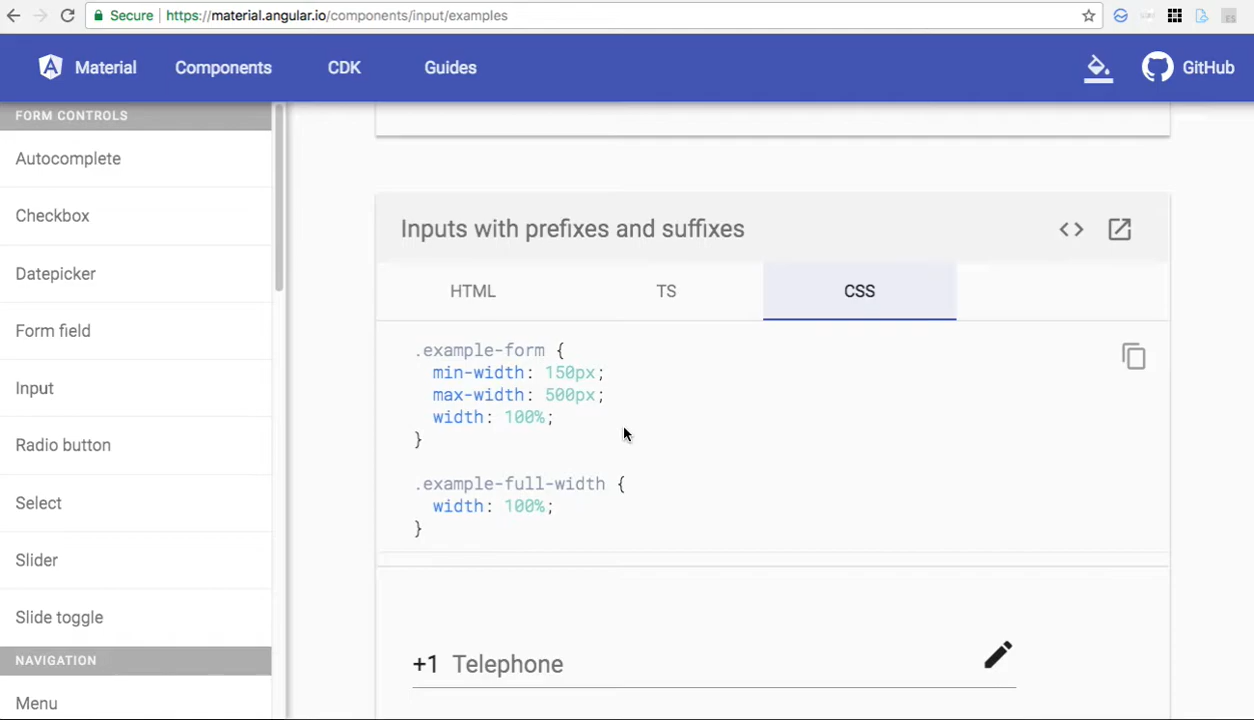 Secure https://material.angular.io/components/input/examples
Material Components CDK Guides GitHub
FORM CONTROLS
Autocomplete
Checkbox
Datepicker
Form field
Input
Radio button
Select
Slider
Slide toggle
NAVIGATION
Menu
Inputs with prefixes and suffixes
HTML TS CSS
.example-form {
min-width: 150px;
max-width: 500px;
width: 100%;
}
.example-full-width {
width: 100%;
}
+1 Telephone